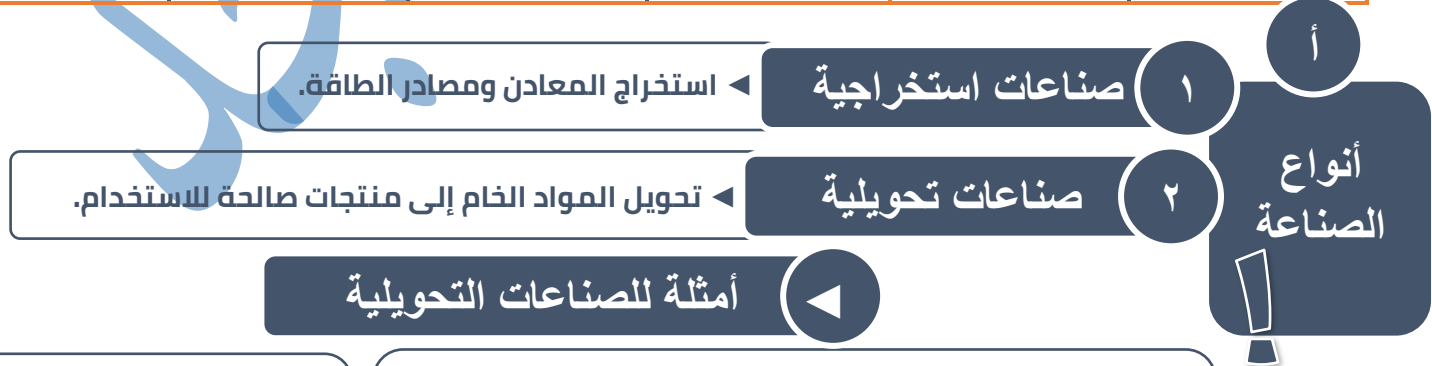 أ
أنواع
الصناعة
١ صناعات استخراجية ◄ استخراج المعادن ومصادر الطاقة.
٢ صناعات تحويلية ◄ تحويل المواد الخام إلى منتجات صالحة للاستخدام.
◄ أمثلة للصناعات التحويلية